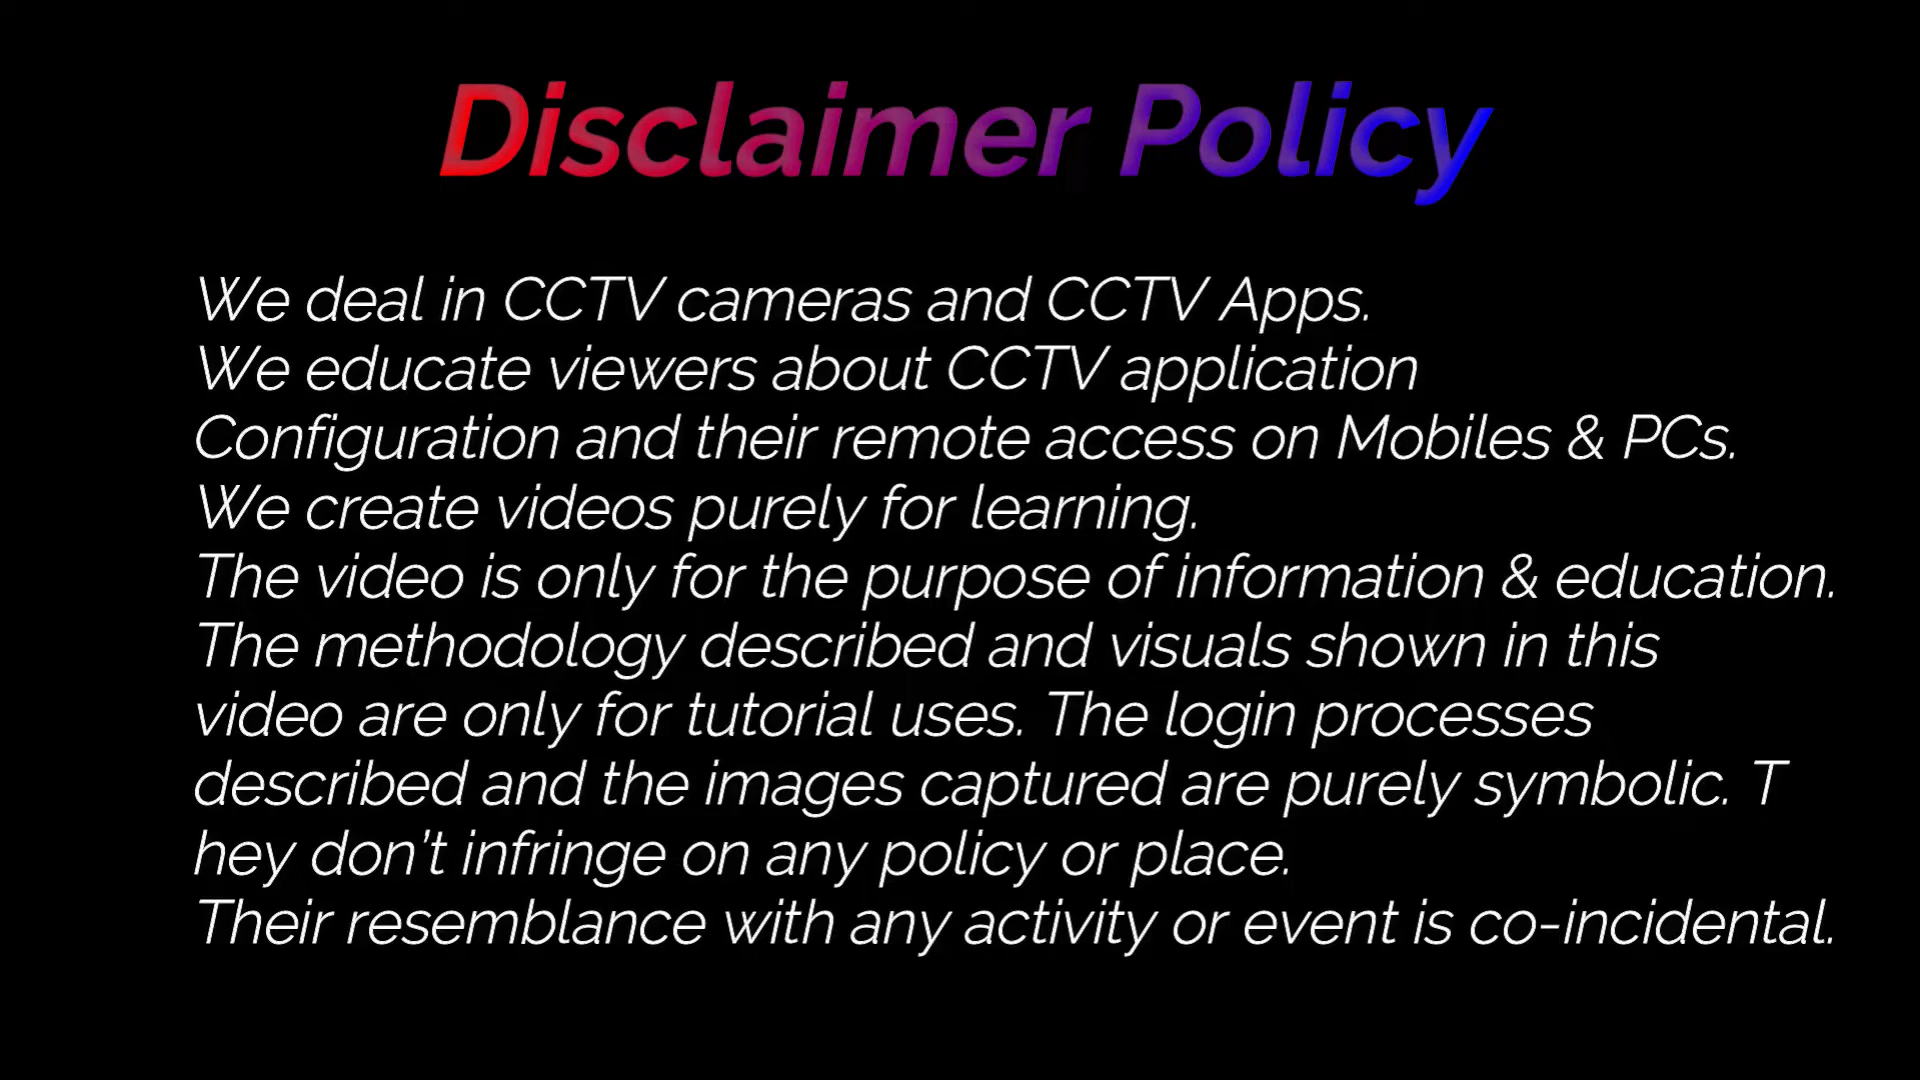 Disclaimer Policy
We deal in CCTV cameras and CCTV Apps.
We educate viewers about CCTV application
Configuration and their remote access on Mobiles & PCs.
We create videos purely for learning.
The video is only for the purpose of information & education.
The methodology described and visuals shown in this
video are only for tutorial uses. The login processes
described and the images captured are purely symbolic. T
hey don’t infringe on any policy or place.
Their resemblance with any activity or event is co-incidental.